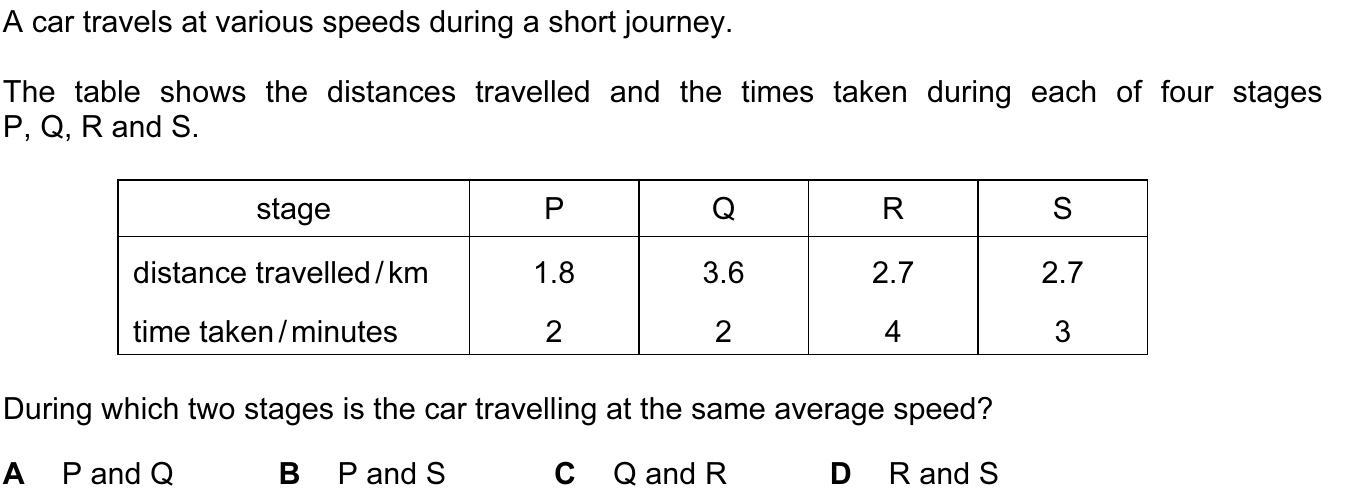 A car travels at various speeds during a short journey.
The table shows the distances travelled and the times taken during each of four stages
P, Q, R and S.
stage P Q R S
distance travelled / km 1.8 3.6 2.7 2.7
time taken / minutes 2 2 4 3
During which two stages is the car travelling at the same average speed?
A P and Q B P and S C Q and R D R and S